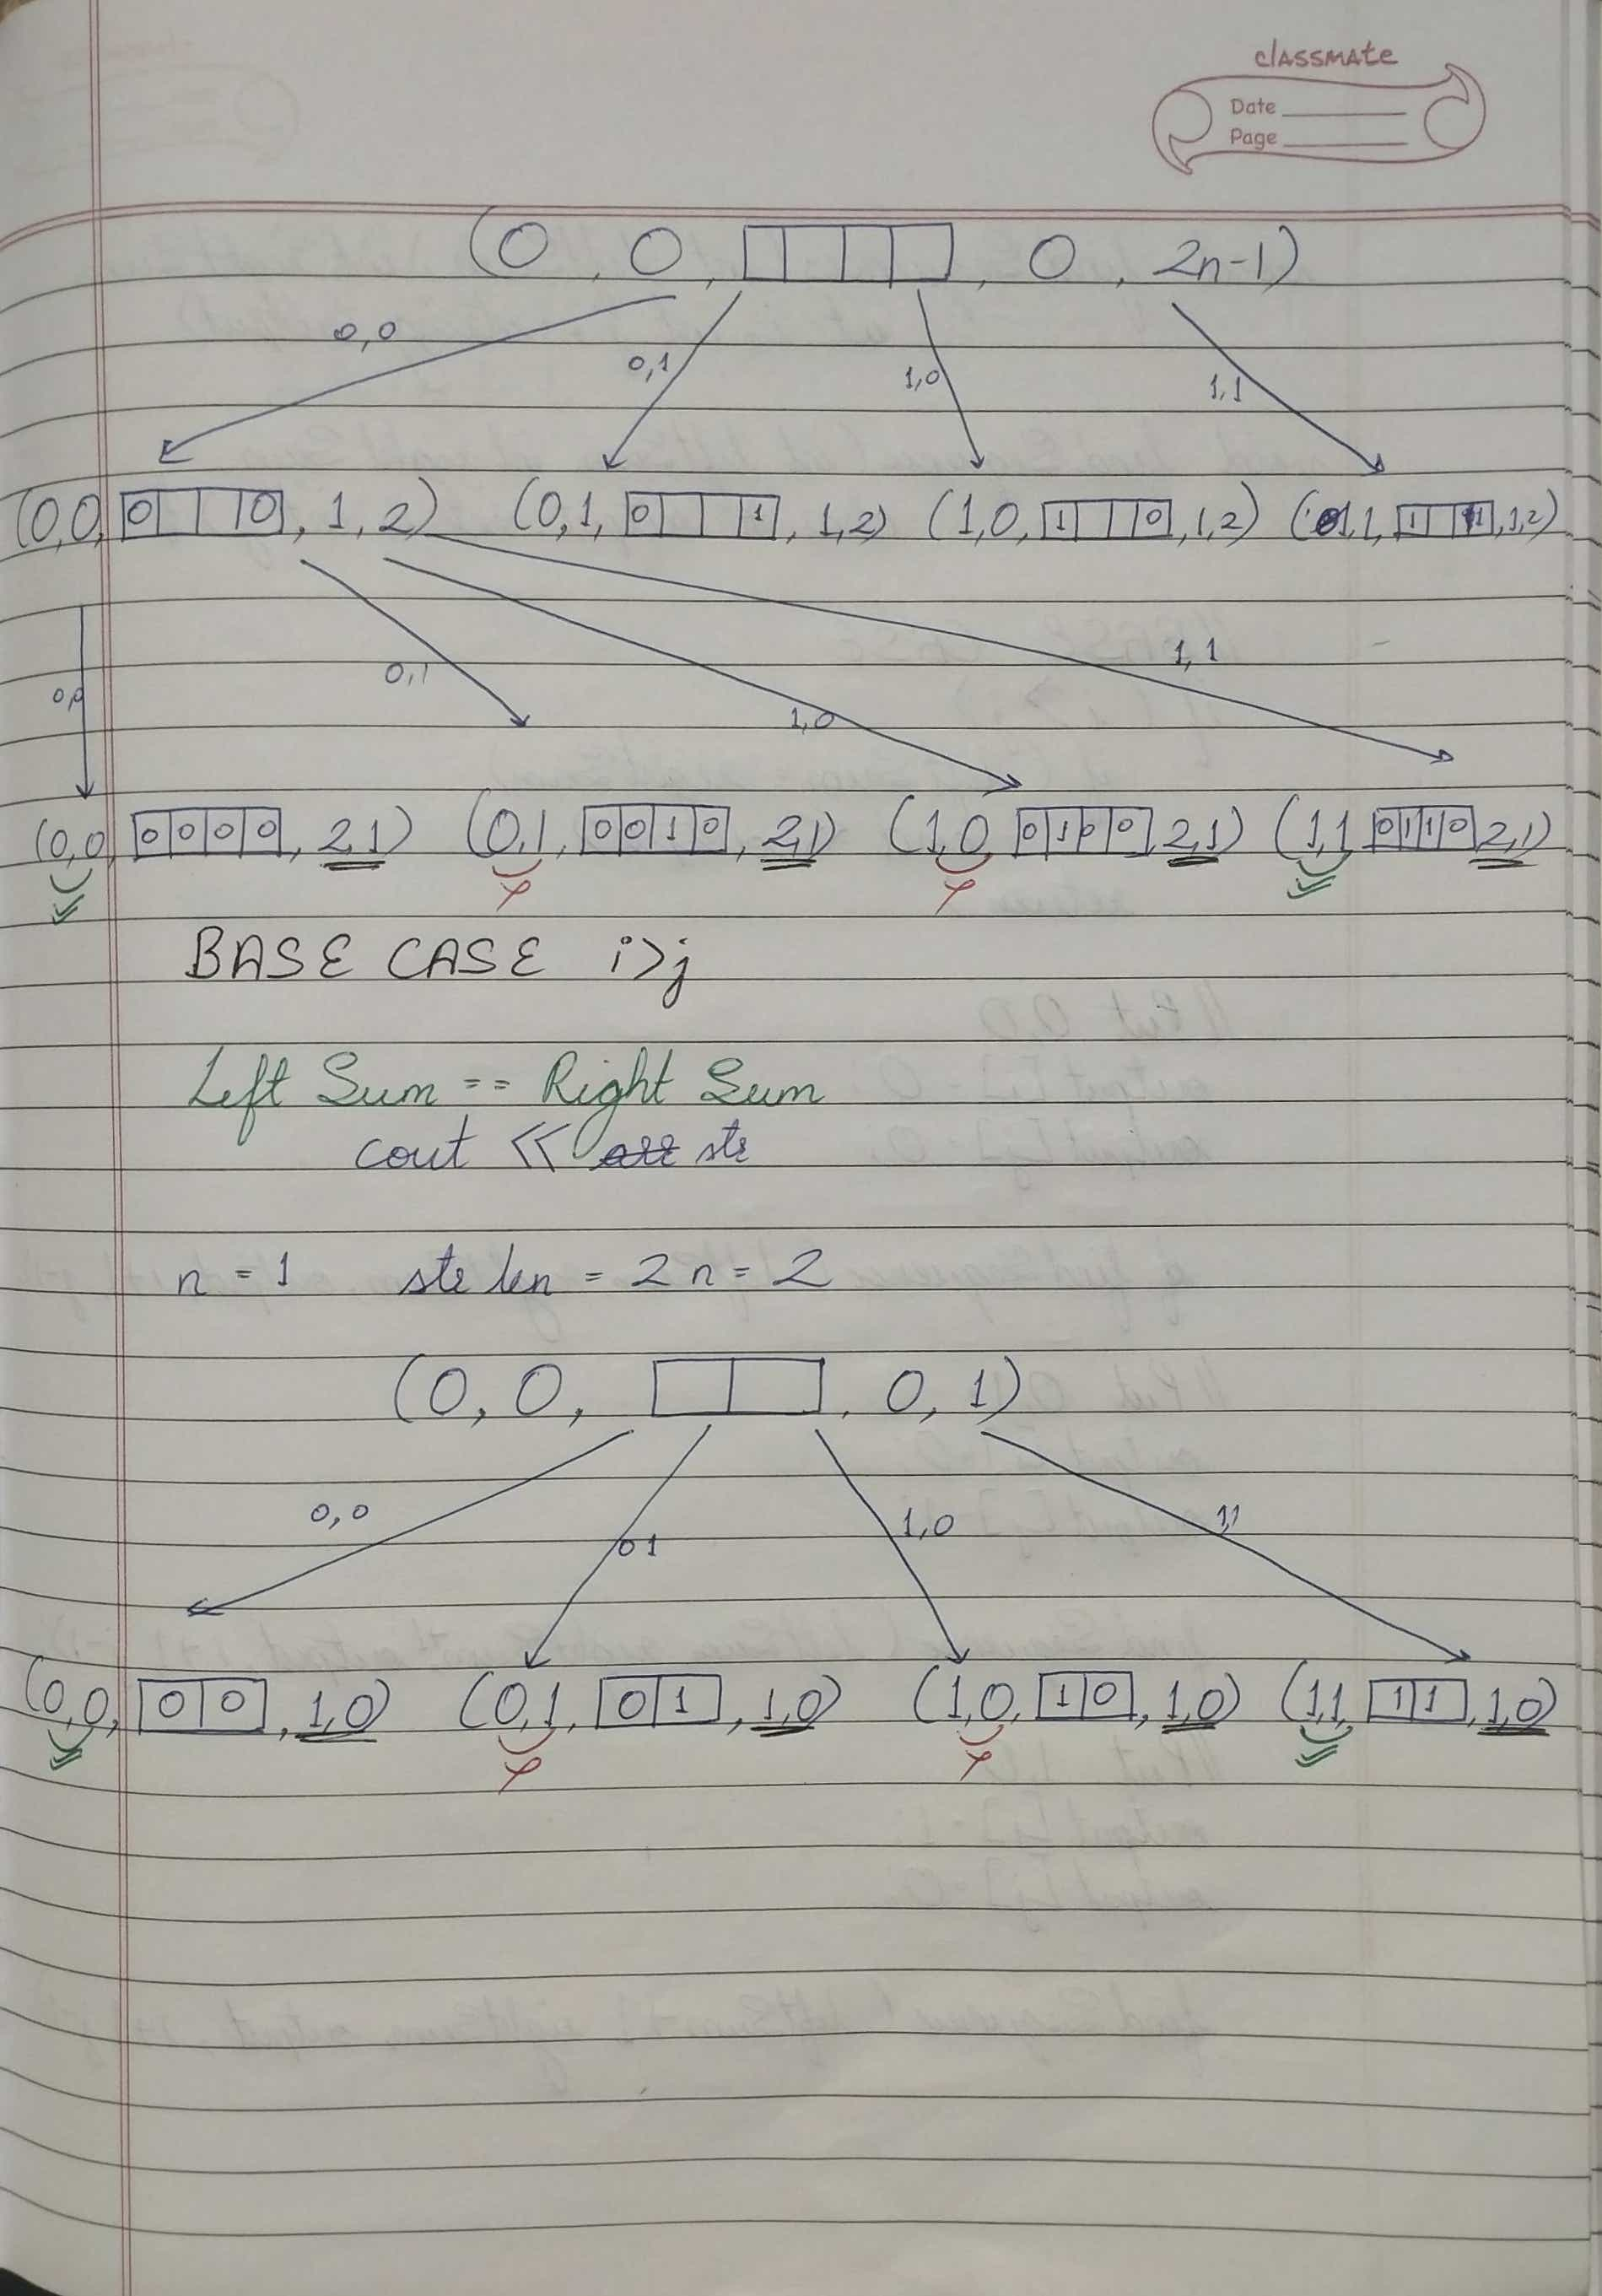 classmate
Date
Page
(0, 0, , 0, 2n-1)
0,0 0,1 1,0 1,1
(0,0, 0 0, 1, 2) (0,1, 0 1, 1,2) (1,0, 1 0, 1,2) (1,1, 1 1, 1,2)
0,0 0,1 1,0 1,1
(0,0, 0 0 0 0, 2,1) (0,1, 0 0 1 0, 2,1) (1,0, 0 1 0 0, 2,1) (1,1, 0 1 1 0, 2,1)
BASE CASE i>j
Left Sum == Right Sum
cout << arr str
n = 1 str len = 2n = 2
(0, 0, , 0, 1)
0,0 0 1 1,0 1,1
(0,0, 0 0, 1,0) (0,1, 0 1, 1,0) (1,0, 1 0, 1,0) (1,1, 1 1, 1,0)